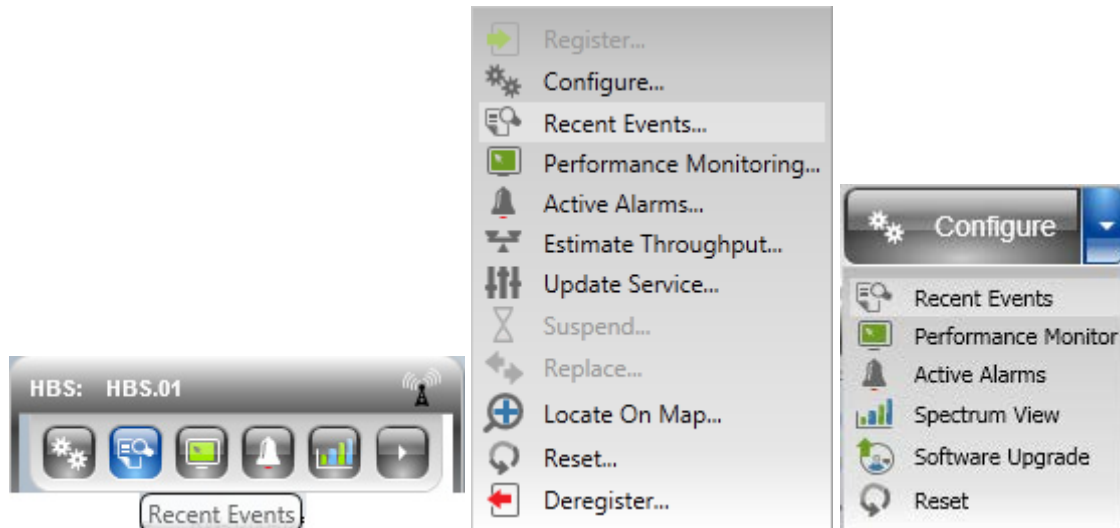 HBS: HBS.01
Recent Events
Register...
Configure...
Recent Events...
Performance Monitoring...
Active Alarms...
Estimate Throughput...
Update Service...
Suspend...
Replace...
Locate On Map...
Reset...
Deregister...
Configure
Recent Events
Performance Monitor
Active Alarms
Spectrum View
Software Upgrade
Reset